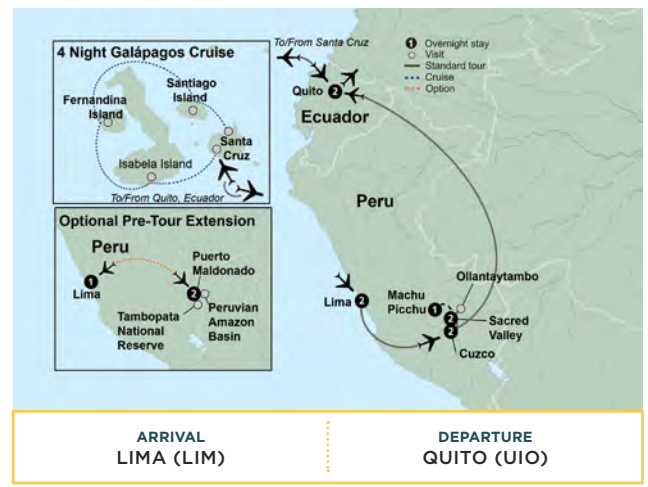 4 Night Galápagos Cruise
Santiago
Island
Fernandina
Island
Santa
Cruz
Isabela Island
To/From Quito, Ecuador
Optional Pre-Tour Extension
Peru
Puerto
Maldonado
1
Lima
2
Tambopata
National
Reserve
Peruvian
Amazon
Basin
To/From Santa Cruz
1 Overnight stay
Visit
Standard tour
Cruise
Option
Quito 2
Ecuador
Peru
Ollantaytambo
Lima 2
Machu
Picchu 1
2 Sacred
Valley
2
Cuzco
ARRIVAL
LIMA (LIM)
DEPARTURE
QUITO (UIO)